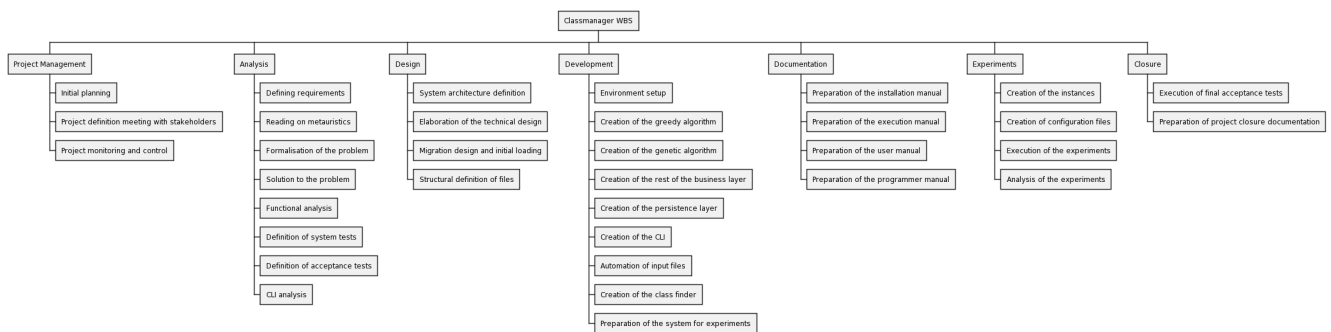 Classmanager WBS
Project Management
Initial planning
Project definition meeting with stakeholders
Project monitoring and control
Analysis
Defining requirements
Reading on metauristics
Formalisation of the problem
Solution to the problem
Functional analysis
Definition of system tests
Definition of acceptance tests
CLI analysis
Design
System architecture definition
Elaboration of the technical design
Migration design and initial loading
Structural definition of files
Development
Environment setup
Creation of the greedy algorithm
Creation of the genetic algorithm
Creation of the rest of the business layer
Creation of the persistence layer
Creation of the CLI
Automation of input files
Creation of the class finder
Preparation of the system for experiments
Documentation
Preparation of the installation manual
Preparation of the execution manual
Preparation of the user manual
Preparation of the programmer manual
Experiments
Creation of the instances
Creation of configuration files
Execution of the experiments
Analysis of the experiments
Closure
Execution of final acceptance tests
Preparation of project closure documentation